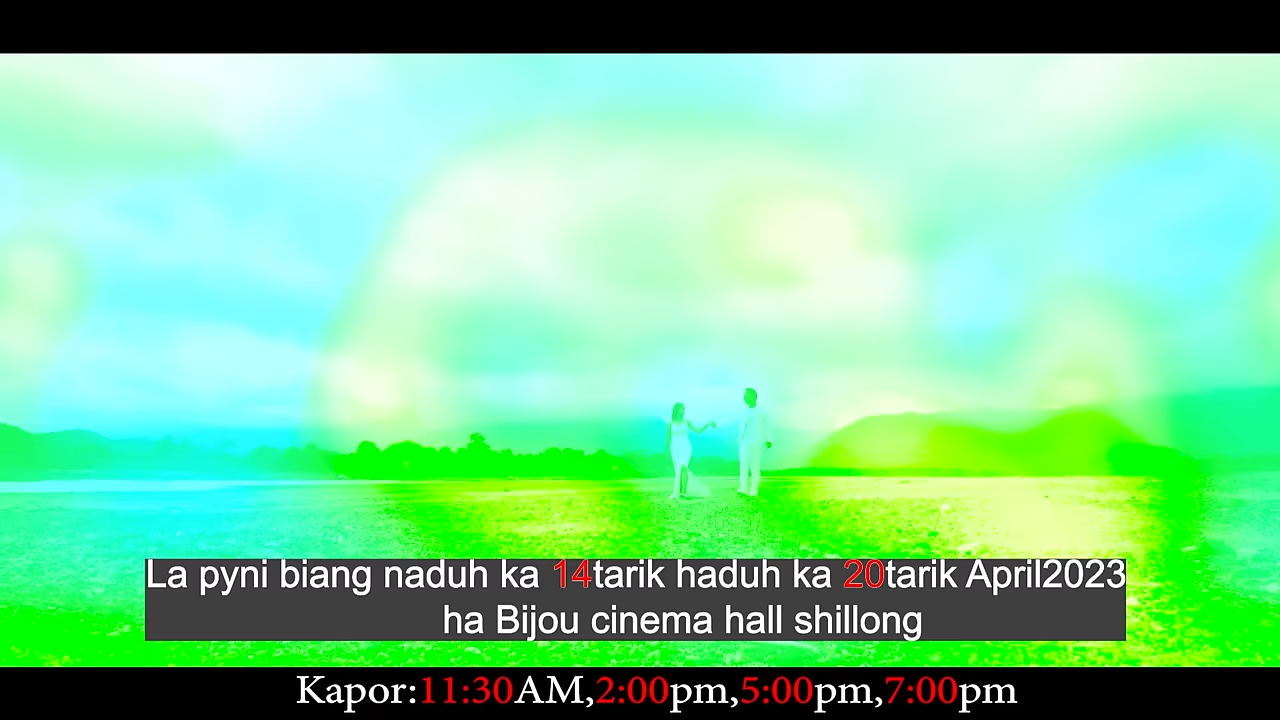 La pyni biang naduh ka 14tarik haduh ka 20tarik April2023
ha Bijou cinema hall shillong
Kapor:11:30AM,2:00pm,5:00pm,7:00pm